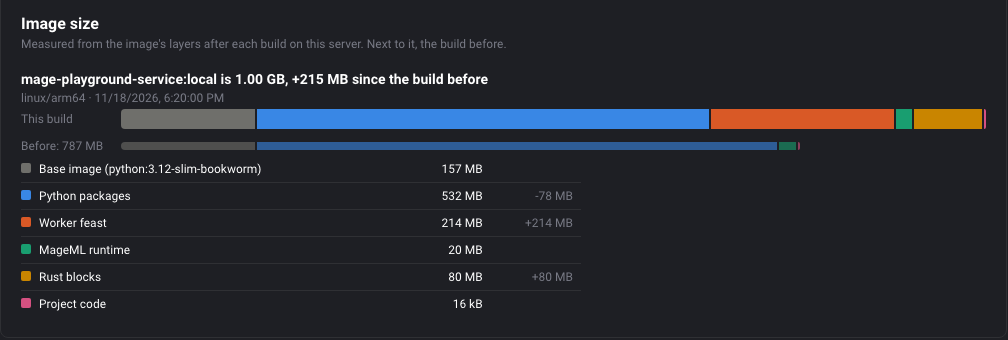 Image size
Measured from the image's layers after each build on this server. Next to it, the build before.
mage-playground-service:local is 1.00 GB, +215 MB since the build before
linux/arm64 · 11/18/2026, 6:20:00 PM
This build
Before: 787 MB
Base image (python:3.12-slim-bookworm) 157 MB
Python packages 532 MB -78 MB
Worker feast 214 MB +214 MB
MageML runtime 20 MB
Rust blocks 80 MB +80 MB
Project code 16 kB